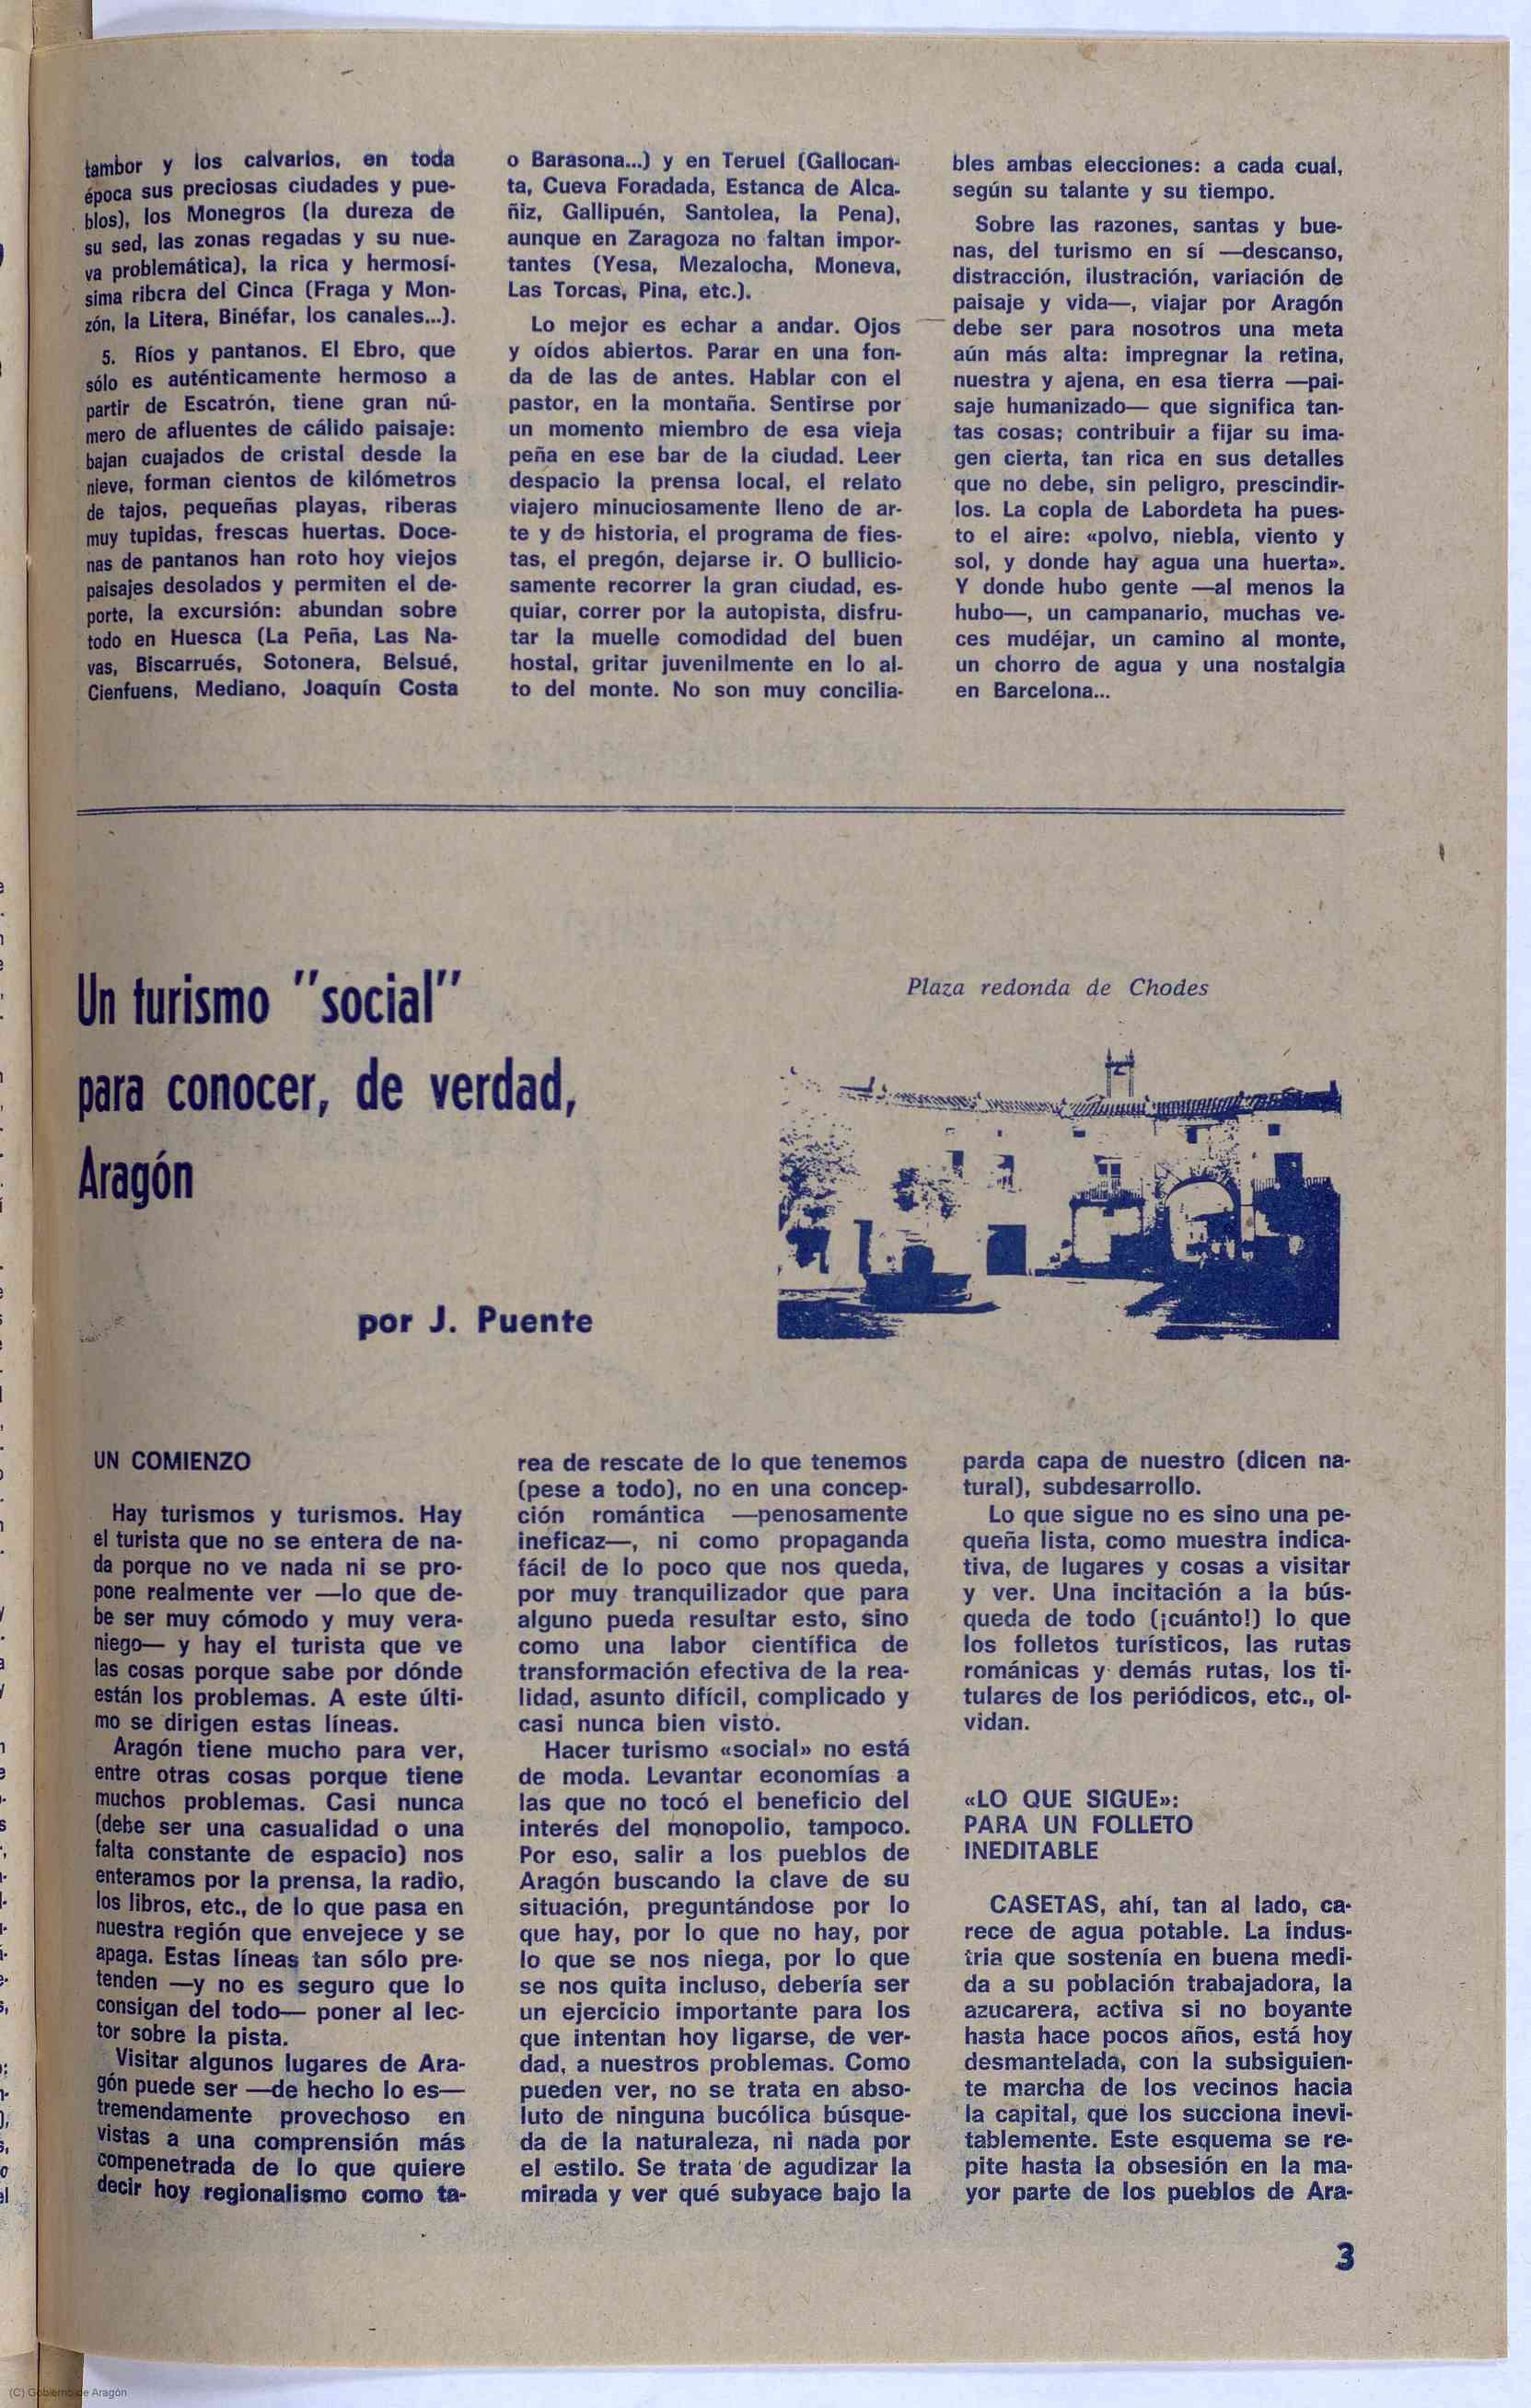 tambor y los calvarios, en toda
época sus preciosas ciudades y pue-
blos), los Monegros (la dureza de
su sed, las zonas regadas y su nue-
va problemática), la rica y hermosí-
sima ribera del Cinca (Fraga y Mon-
zón, la Litera, Binéfar, los canales...).
5. Ríos y pantanos. El Ebro, que
sólo es auténticamente hermoso a
partir de Escatrón, tiene gran nú-
mero de afluentes de cálido paisaje:
bajan cuajados de cristal desde la
nieve, forman cientos de kilómetros
de tajos, pequeñas playas, riberas
muy tupidas, frescas huertas. Doce-
nas de pantanos han roto hoy viejos
paisajes desolados y permiten el de-
porte, la excursión: abundan sobre
todo en Huesca (La Peña, Las Na-
vas, Biscarrués, Sotonera, Belsué,
Cienfuens, Mediano, Joaquín Costa
o Barasona...) y en Teruel (Gallocan-
ta, Cueva Foradada, Estanca de Alca-
ñiz, Gallipuén, Santolea, la Pena),
aunque en Zaragoza no faltan impor-
tantes (Yesa, Mezalocha, Moneva,
Las Torcas, Pina, etc.).
Lo mejor es echar a andar. Ojos
y oídos abiertos. Parar en una fon-
da de las de antes. Hablar con el
pastor, en la montaña. Sentirse por
un momento miembro de esa vieja
peña en ese bar de la ciudad. Leer
despacio la prensa local, el relato
viajero minuciosamente lleno de ar-
te y de historia, el programa de fies-
tas, el pregón, dejarse ir. O bullicio-
samente recorrer la gran ciudad, es-
quiar, correr por la autopista, disfru-
tar la muelle comodidad del buen
hostal, gritar juvenilmente en lo al-
to del monte. No son muy concilia-
bles ambas elecciones: a cada cual,
según su talante y su tiempo.
Sobre las razones, santas y bue-
nas, del turismo en sí —descanso,
distracción, ilustración, variación de
paisaje y vida—, viajar por Aragón
debe ser para nosotros una meta
aún más alta: impregnar la retina,
nuestra y ajena, en esa tierra —pai-
saje humanizado— que significa tan-
tas cosas; contribuir a fijar su ima-
gen cierta, tan rica en sus detalles
que no debe, sin peligro, prescindir-
los. La copla de Labordeta ha pues-
to el aire: «polvo, niebla, viento y
sol, y donde hay agua una huerta».
Y donde hubo gente —al menos la
hubo—, un campanario, muchas ve-
ces mudéjar, un camino al monte,
un chorro de agua y una nostalgia
en Barcelona...
Un turismo "social"
para conocer, de verdad,
Aragón
por J. Puente
Plaza redonda de Chodes
UN COMIENZO
Hay turismos y turismos. Hay
el turista que no se entera de na-
da porque no ve nada ni se pro-
pone realmente ver —lo que de-
be ser muy cómodo y muy vera-
niego— y hay el turista que ve
las cosas porque sabe por dónde
están los problemas. A este últi-
mo se dirigen estas líneas.
Aragón tiene mucho para ver,
entre otras cosas porque tiene
muchos problemas. Casi nunca
(debe ser una casualidad o una
falta constante de espacio) nos
enteramos por la prensa, la radio,
los libros, etc., de lo que pasa en
nuestra región que envejece y se
apaga. Estas líneas tan sólo pre-
tenden —y no es seguro que lo
consigan del todo— poner al lec-
tor sobre la pista.
Visitar algunos lugares de Ara-
gón puede ser —de hecho lo es—
tremendamente provechoso en
vistas a una comprensión más
compenetrada de lo que quiere
decir hoy regionalismo como ta-
rea de rescate de lo que tenemos
(pese a todo), no en una concep-
ción romántica —penosamente
ineficaz—, ni como propaganda
fácil de lo poco que nos queda,
por muy tranquilizador que para
alguno pueda resultar esto, sino
como una labor científica de
transformación efectiva de la rea-
lidad, asunto difícil, complicado y
casi nunca bien visto.
Hacer turismo «social» no está
de moda. Levantar economías a
las que no tocó el beneficio del
interés del monopolio, tampoco.
Por eso, salir a los pueblos de
Aragón buscando la clave de su
situación, preguntándose por lo
que hay, por lo que no hay, por
lo que se nos niega, por lo que
se nos quita incluso, debería ser
un ejercicio importante para los
que intentan hoy ligarse, de ver-
dad, a nuestros problemas. Como
pueden ver, no se trata en abso-
luto de ninguna bucólica búsque-
da de la naturaleza, ni nada por
el estilo. Se trata de agudizar la
mirada y ver qué subyace bajo la
parda capa de nuestro (dicen na-
tural), subdesarrollo.
Lo que sigue no es sino una pe-
queña lista, como muestra indica-
tiva, de lugares y cosas a visitar
y ver. Una incitación a la bús-
queda de todo (¡cuánto!) lo que
los folletos turísticos, las rutas
románicas y demás rutas, los ti-
tulares de los periódicos, etc., ol-
vidan.
«LO QUE SIGUE»:
PARA UN FOLLETO
INEDITABLE
CASETAS, ahí, tan al lado, ca-
rece de agua potable. La indus-
tria que sostenía en buena medi-
da a su población trabajadora, la
azucarera, activa si no boyante
hasta hace pocos años, está hoy
desmantelada, con la subsiguien-
te marcha de los vecinos hacia
la capital, que los succiona inevi-
tablemente. Este esquema se re-
pite hasta la obsesión en la ma-
yor parte de los pueblos de Ara-
3
(C) Gobierno de Aragón